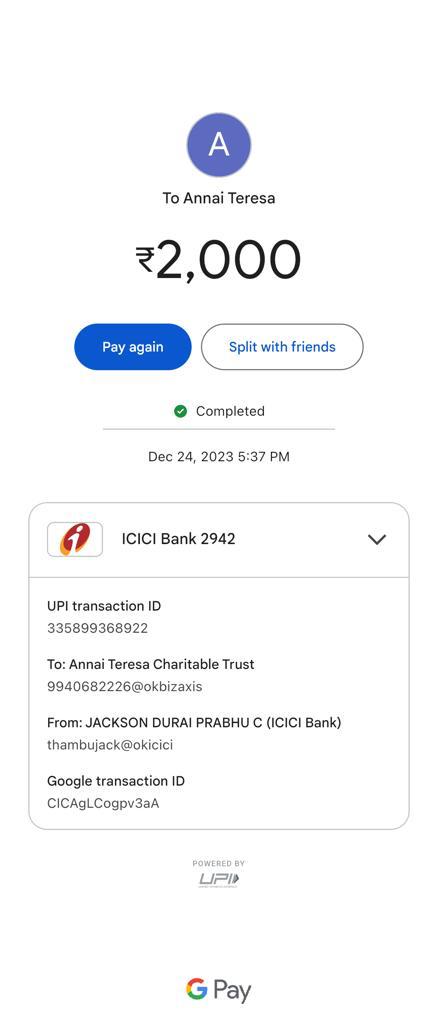 A
To Annai Teresa
₹2,000
Pay again
Split with friends
Completed
Dec 24, 2023 5:37 PM
ICICI Bank 2942
UPI transaction ID
335899368922
To: Annai Teresa Charitable Trust
9940682226@okbizaxis
From: JACKSON DURAI PRABHU C (ICICI Bank)
thambujack@okicici
Google transaction ID
CICAgLCogpv3aA
POWERED BY
UPI
G Pay